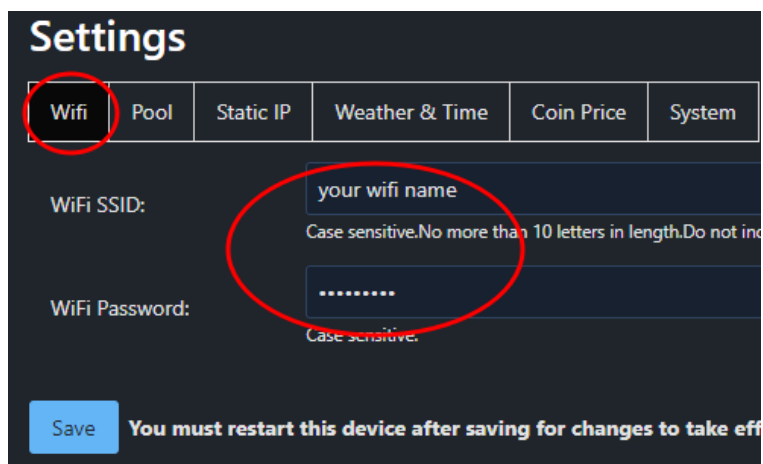 Settings
Wifi Pool Static IP Weather & Time Coin Price System
WiFi SSID:
your wifi name
Case sensitive.No more than 10 letters in length.Do not
WiFi Password:
•••••••••
Case sensitive.
Save You must restart this device after saving for changes to take